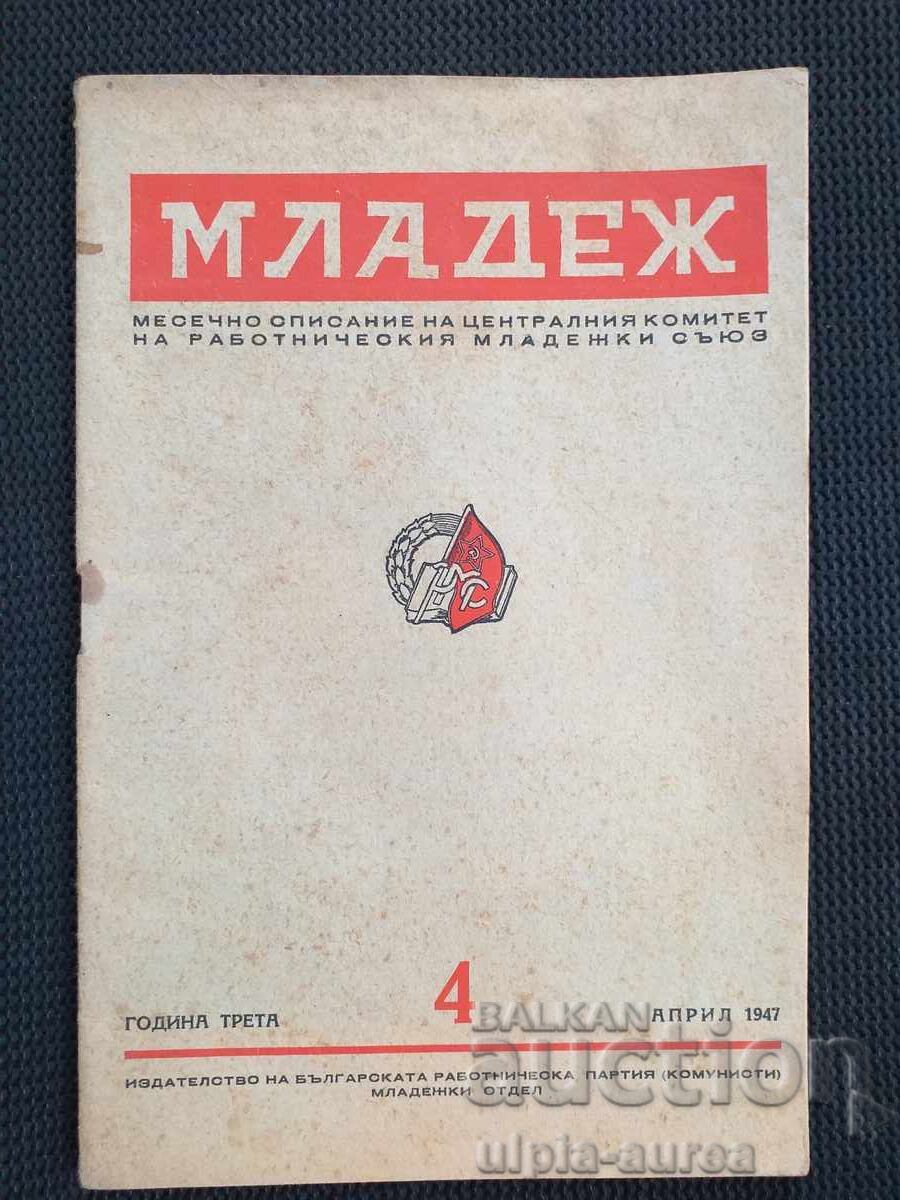 МЛАДЕЖ
МЕСЕЧНО СПИСАНИЕ НА ЦЕНТРАЛНИЯ КОМИТЕТ
НА РАБОТНИЧЕСКИЯ МЛАДЕЖКИ СЪЮЗ
РМС
4
ГОДИНА ТРЕТА
АПРИЛ 1947
ИЗДАТЕЛСТВО НА БЪЛГАРСКАТА РАБОТНИЧЕСКА ПАРТИЯ (КОМУНИСТИ)
МЛАДЕЖКИ ОТДЕЛ
BALKAN
auction
ulpia-aurea